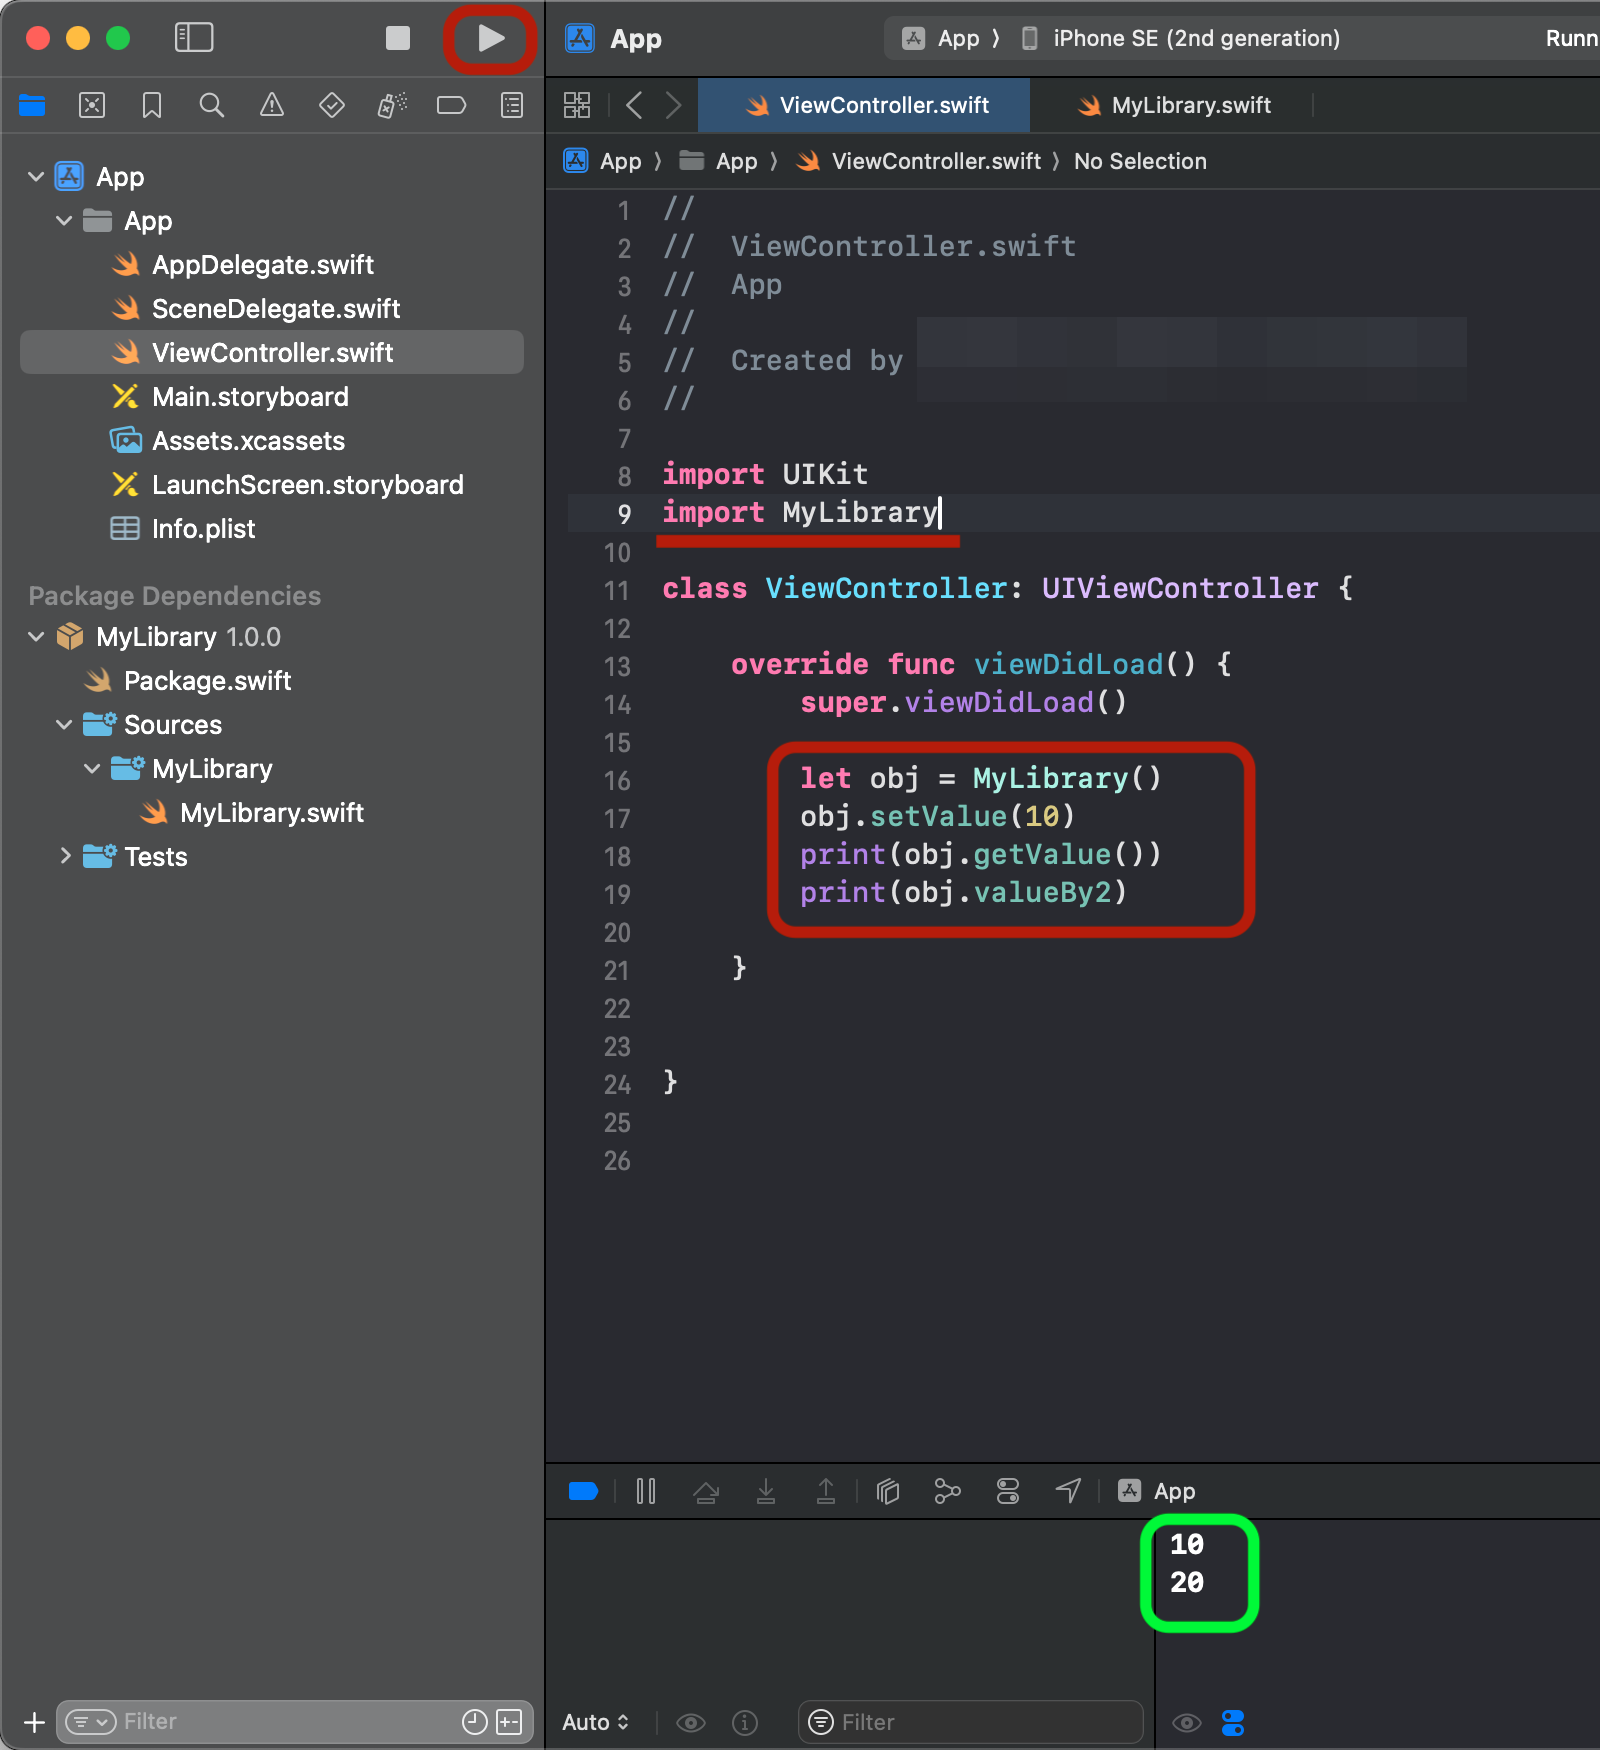 App
App ⟩ iPhone SE (2nd generation)
Runn
ViewController.swift
MyLibrary.swift
App ⟩ App ⟩ ViewController.swift ⟩ No Selection
App
App
AppDelegate.swift
SceneDelegate.swift
ViewController.swift
Main.storyboard
Assets.xcassets
LaunchScreen.storyboard
Info.plist
Package Dependencies
MyLibrary 1.0.0
Package.swift
Sources
MyLibrary
MyLibrary.swift
Tests
Filter
1 //
2 //  ViewController.swift
3 //  App
4 //
5 //  Created by
6 //
7
8 import UIKit
9 import MyLibrary
10
11 class ViewController: UIViewController {
12
13     override func viewDidLoad() {
14         super.viewDidLoad()
15
16         let obj = MyLibrary()
17         obj.setValue(10)
18         print(obj.getValue())
19         print(obj.valueBy2)
20
21     }
22
23
24 }
25
26
App
10
20
Auto
Filter